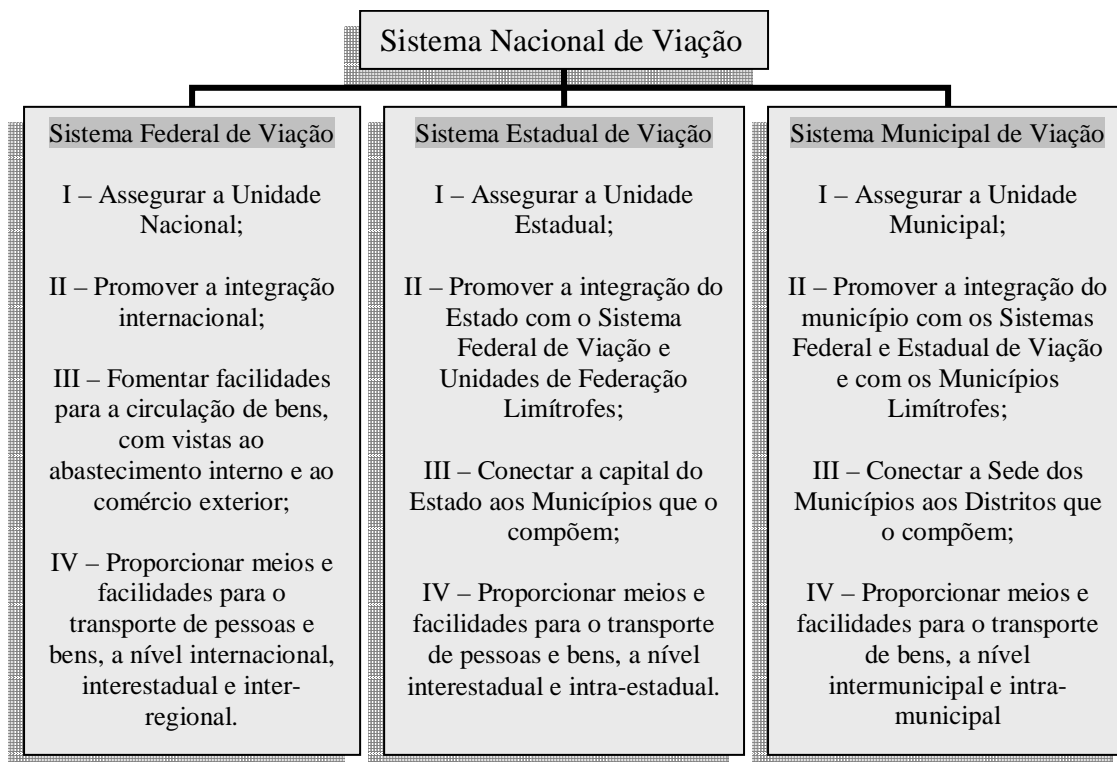 Sistema Nacional de Viação
Sistema Federal de Viação
I – Assegurar a Unidade
Nacional;
II – Promover a integração
internacional;
III – Fomentar facilidades
para a circulação de bens,
com vistas ao
abastecimento interno e ao
comércio exterior;
IV – Proporcionar meios e
facilidades para o
transporte de pessoas e
bens, a nível internacional,
interestadual e inter-
regional.
Sistema Estadual de Viação
I – Assegurar a Unidade
Estadual;
II – Promover a integração do
Estado com o Sistema
Federal de Viação e
Unidades de Federação
Limítrofes;
III – Conectar a capital do
Estado aos Municípios que o
compõem;
IV – Proporcionar meios e
facilidades para o transporte
de pessoas e bens, a nível
interestadual e intra-estadual.
Sistema Municipal de Viação
I – Assegurar a Unidade
Municipal;
II – Promover a integração do
município com os Sistemas
Federal e Estadual de Viação
e com os Municípios
Limítrofes;
III – Conectar a Sede dos
Municípios aos Distritos que
o compõem;
IV – Proporcionar meios e
facilidades para o transporte
de bens, a nível
intermunicipal e intra-
municipal